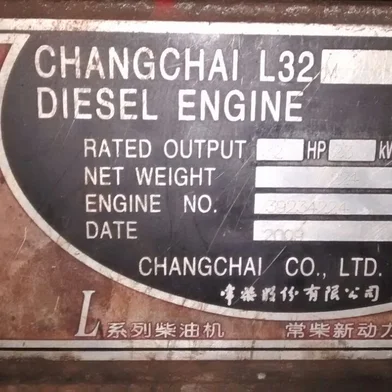 CHANGCHAI L32 M
DIESEL ENGINE
RATED OUTPUT HP kW
NET WEIGHT
ENGINE NO.
DATE 2009
CHANGCHAI CO., LTD.
常柴股份有限公司
L 系列柴油机 常柴新动力